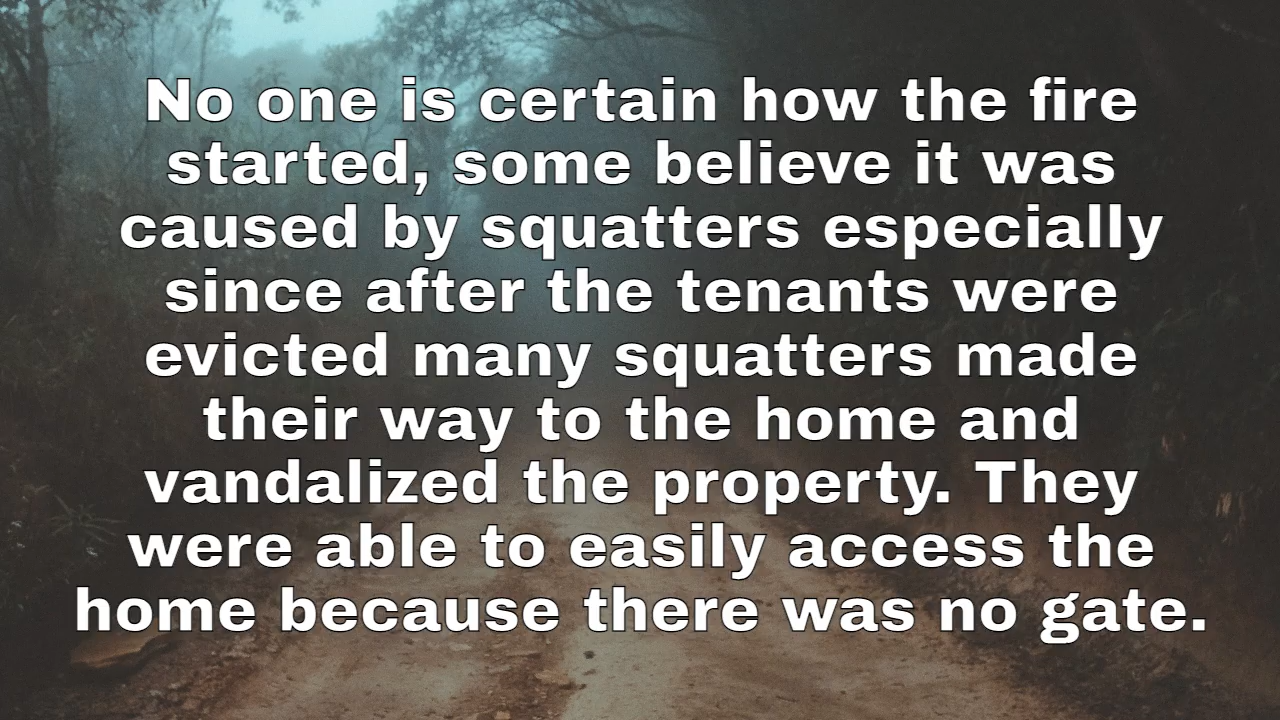 No one is certain how the fire
started, some believe it was
caused by squatters especially
since after the tenants were
evicted many squatters made
their way to the home and
vandalized the property. They
were able to easily access the
home because there was no gate.